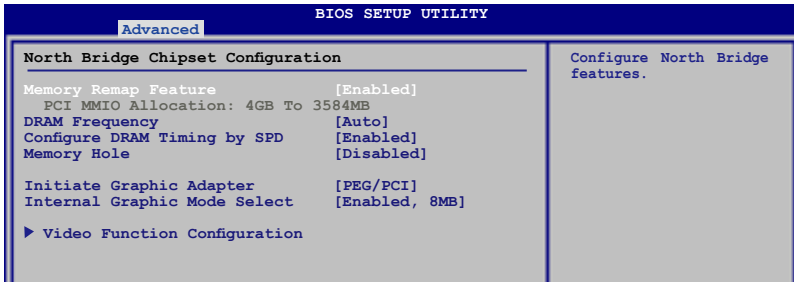 BIOS SETUP UTILITY
Advanced
North Bridge Chipset Configuration
Memory Remap Feature [Enabled]
PCI MMIO Allocation: 4GB To 3584MB
DRAM Frequency [Auto]
Configure DRAM Timing by SPD [Enabled]
Memory Hole [Disabled]
Initiate Graphic Adapter [PEG/PCI]
Internal Graphic Mode Select [Enabled, 8MB]
Video Function Configuration
Configure North Bridge
features.